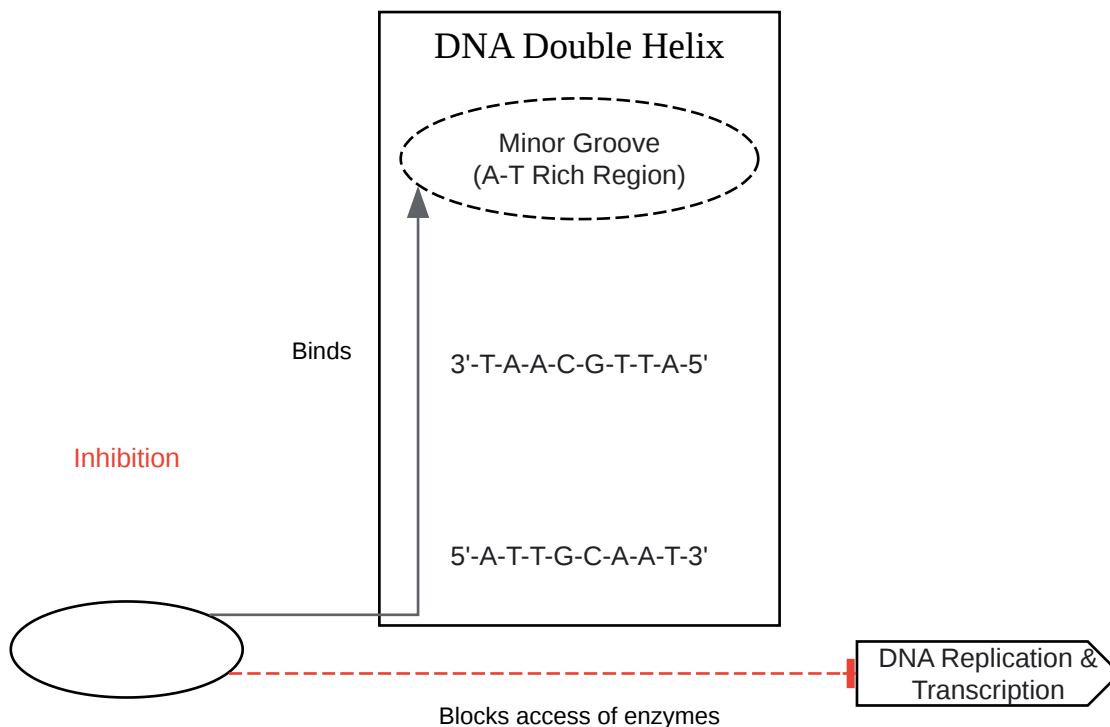 DNA Double Helix
Minor Groove
(A-T Rich Region)
Binds
3'-T-A-A-C-G-T-T-A-5'
Inhibition
5'-A-T-T-G-C-A-A-T-3'
DNA Replication &
Transcription
Blocks access of enzymes